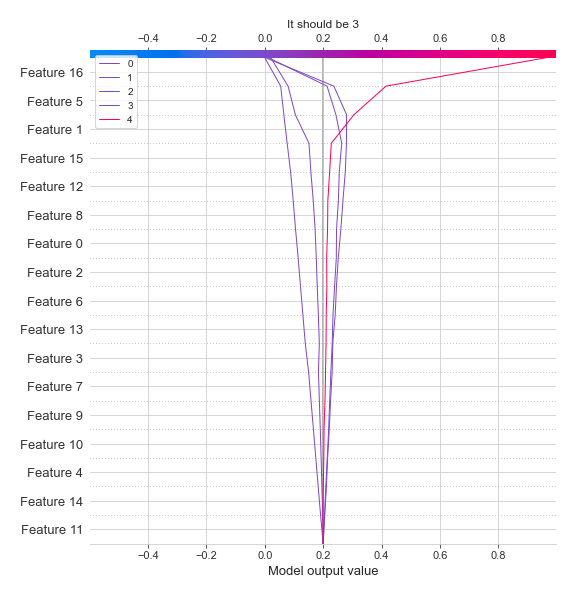 It should be 3
−0.4 −0.2 0.0 0.2 0.4 0.6 0.8
0
1
2
3
4
Feature 16
Feature 5
Feature 1
Feature 15
Feature 12
Feature 8
Feature 0
Feature 2
Feature 6
Feature 13
Feature 3
Feature 7
Feature 9
Feature 10
Feature 4
Feature 14
Feature 11
−0.4 −0.2 0.0 0.2 0.4 0.6 0.8
Model output value